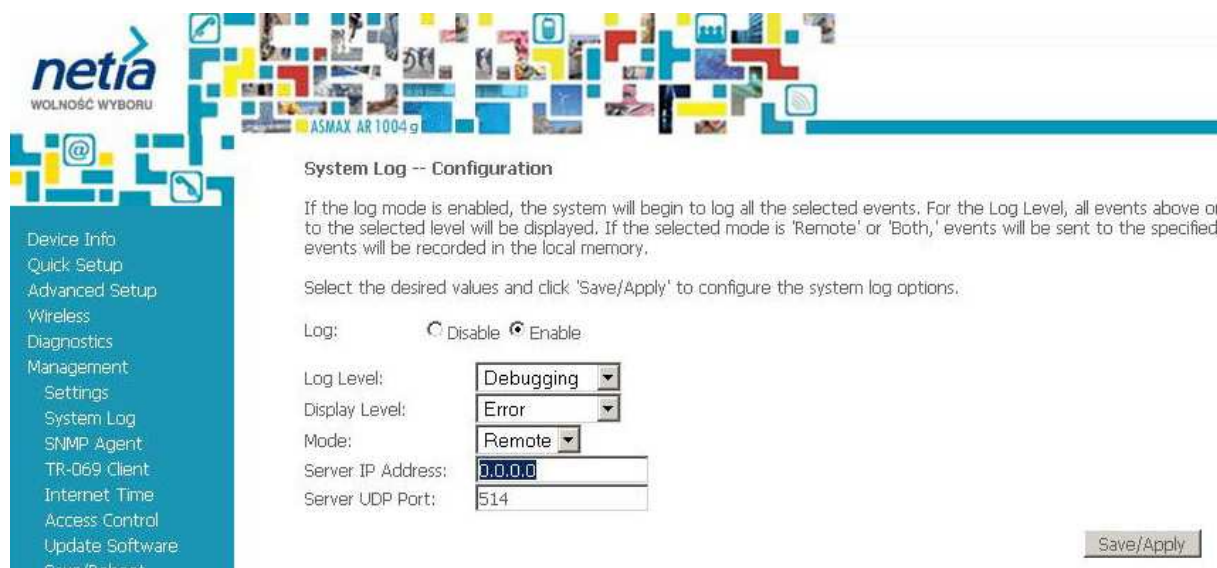 netia
WOLNOŚĆ WYBORU
ASMAX AR 1004 g
Device Info
Quick Setup
Advanced Setup
Wireless
Diagnostics
Management
Settings
System Log
SNMP Agent
TR-069 Client
Internet Time
Access Control
Update Software
Save/Reboot
System Log -- Configuration
If the log mode is enabled, the system will begin to log all the selected events. For the Log Level, all events above or
to the selected level will be displayed. If the selected mode is 'Remote' or 'Both,' events will be sent to the specified
events will be recorded in the local memory.
Select the desired values and click 'Save/Apply' to configure the system log options.
Log: Disable Enable
Log Level: Debugging
Display Level: Error
Mode: Remote
Server IP Address: 0.0.0.0
Server UDP Port: 514
Save/Apply